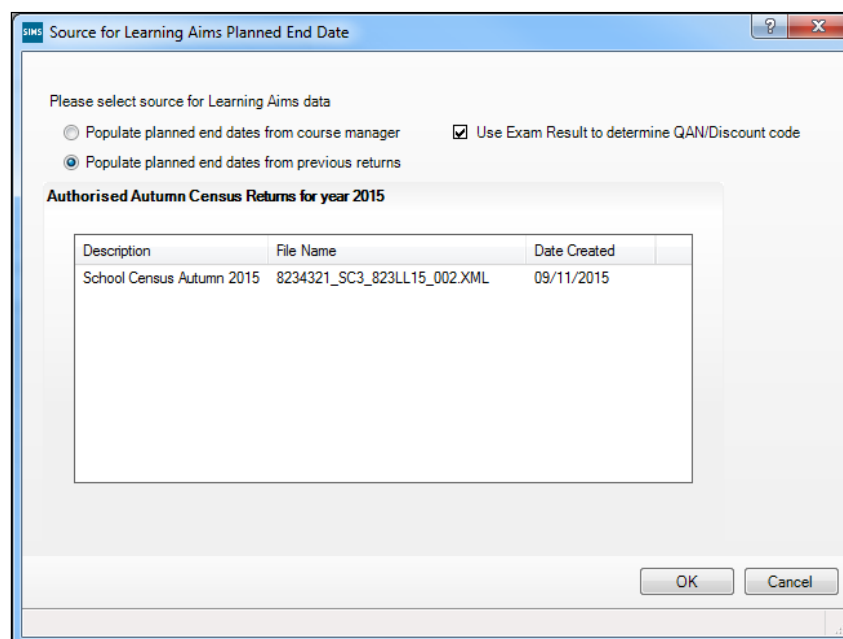 SIMS Source for Learning Aims Planned End Date ? X
Please select source for Learning Aims data
Populate planned end dates from course manager Use Exam Result to determine QAN/Discount code
Populate planned end dates from previous returns
Authorised Autumn Census Returns for year 2015
Description File Name Date Created
School Census Autumn 2015 8234321_SC3_823LL15_002.XML 09/11/2015
OK Cancel